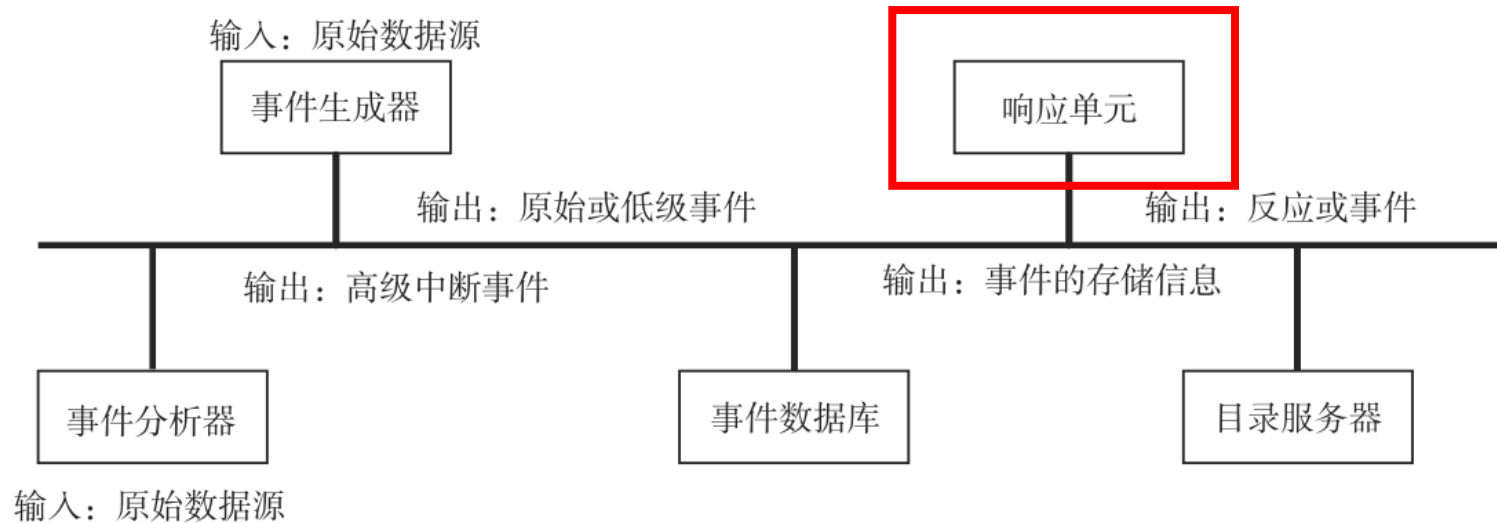 输入：原始数据源
事件生成器
响应单元
输出：原始或低级事件
输出：反应或事件
输出：高级中断事件
输出：事件的存储信息
事件分析器
事件数据库
目录服务器
输入：原始数据源